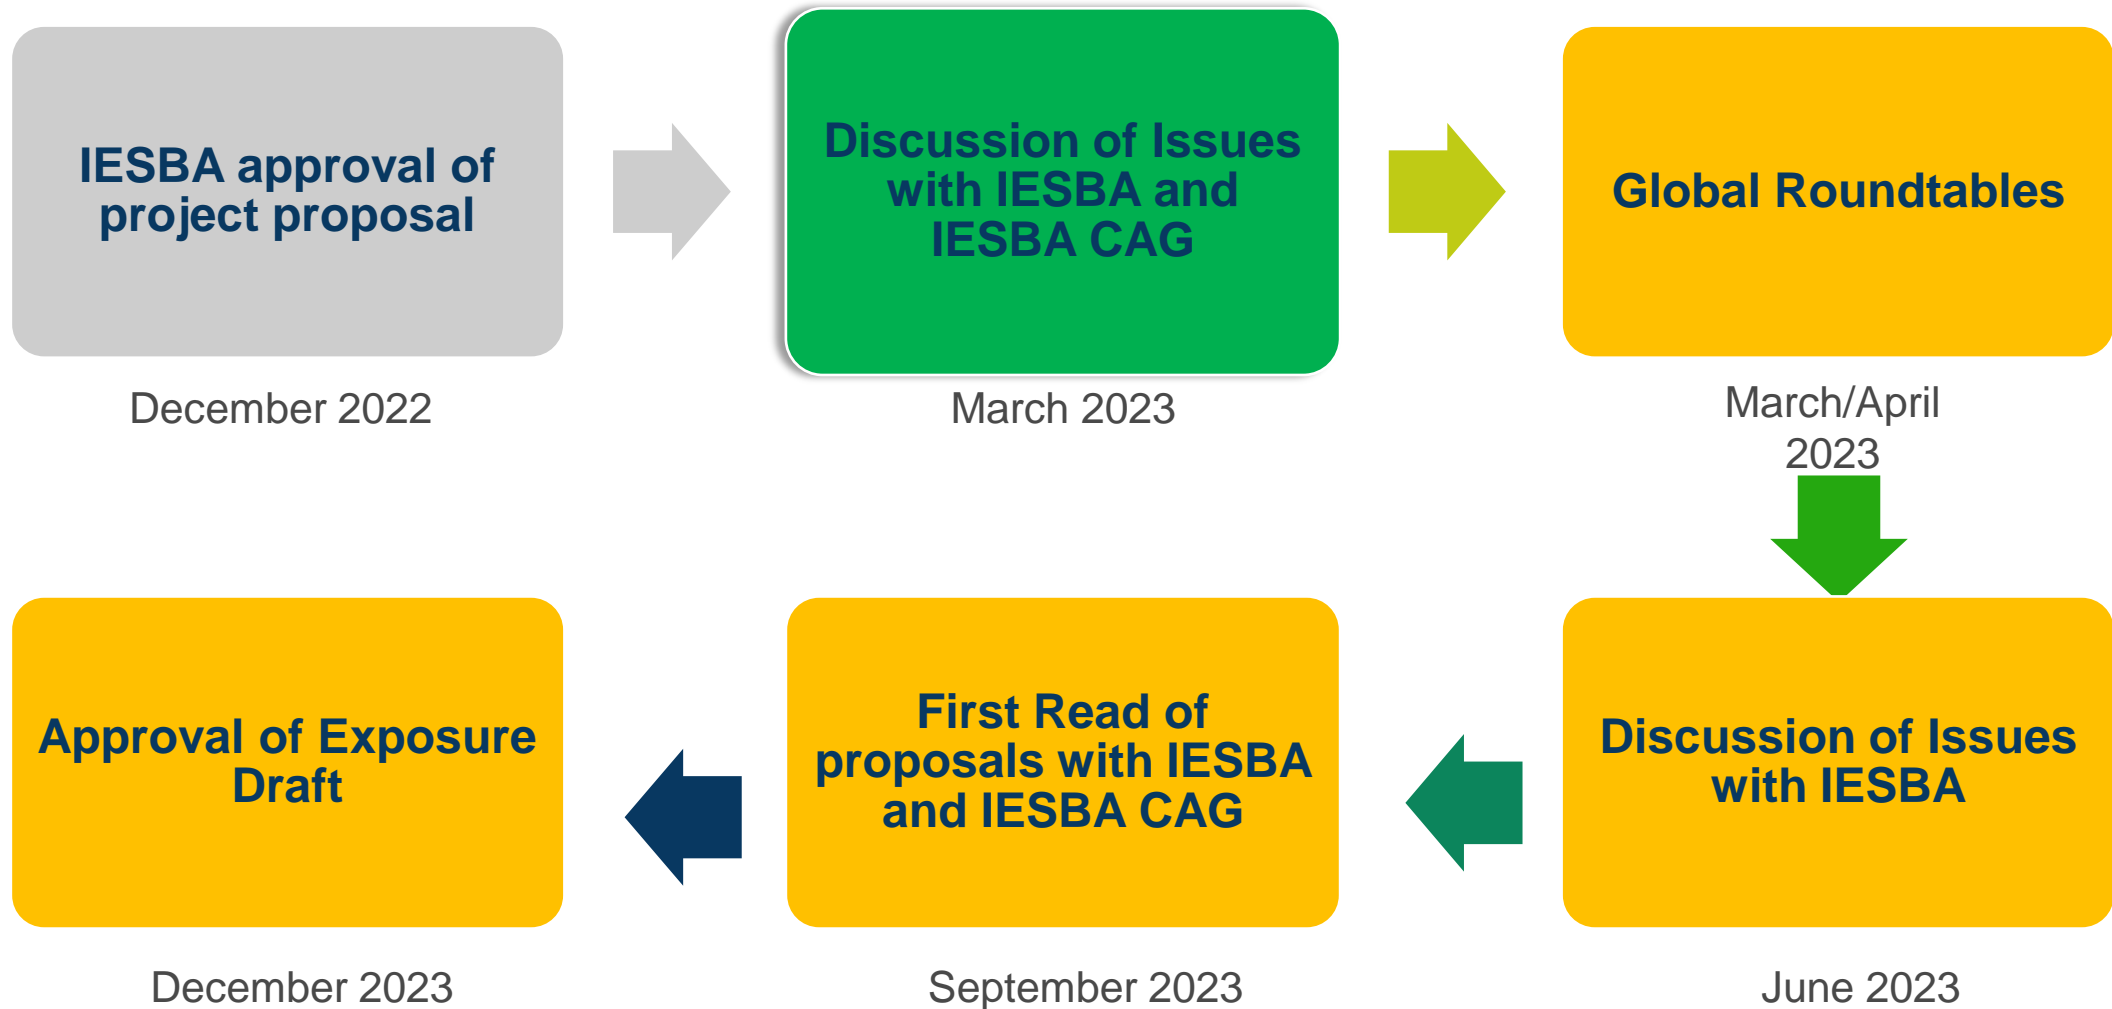 IESBA approval of
project proposal
December 2022
Discussion of Issues
with IESBA and
IESBA CAG
March 2023
Global Roundtables
March/April
2023
Discussion of Issues
with IESBA
June 2023
First Read of
proposals with IESBA
and IESBA CAG
September 2023
Approval of Exposure
Draft
December 2023